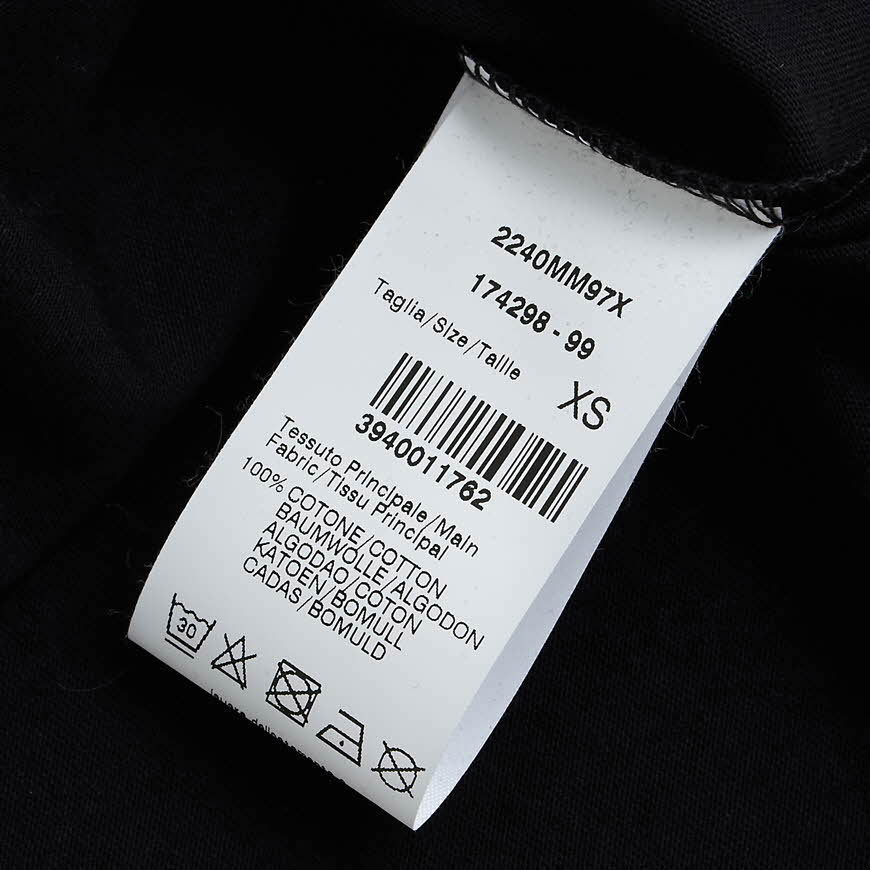 2240MM97X
174298 - 99
Taglia/Size/Taille
XS
3940011762
Tessuto Principale/Main
Fabric/Tissu Principal
100% COTONE/COTTON
BAUMWOLLE/ALGODON
ALGODAO/COTON
KATOEN/BOMULL
CADAS/BOMULD
30